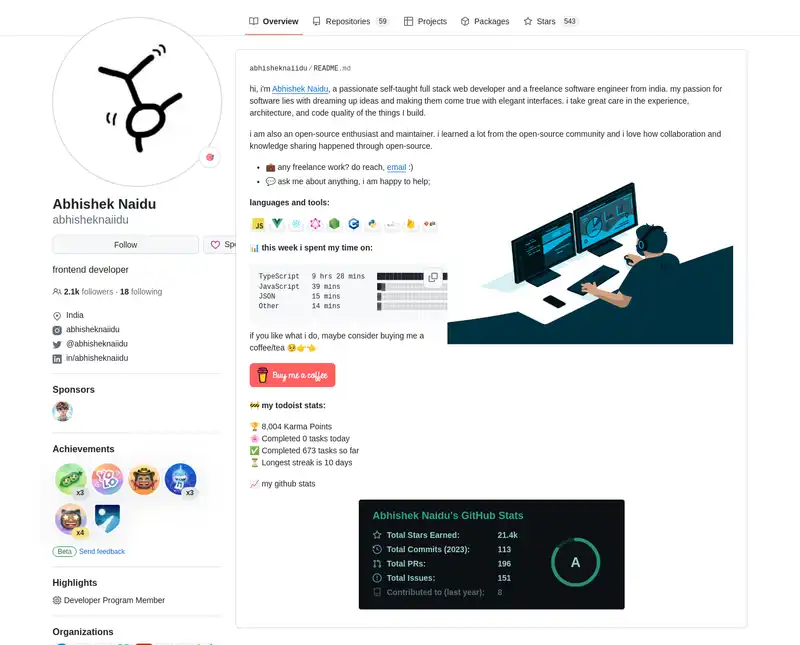 Overview
Repositories 59
Projects
Packages
Stars 543
Abhishek Naidu
abhisheknaiidu
Follow
frontend developer
2.1k followers · 18 following
India
abhisheknaiidu
@abhisheknaiidu
in/abhisheknaiidu
Sponsors
Achievements
x3
YO
LO
x3
x4
Beta Send feedback
Highlights
Developer Program Member
Organizations
abhisheknaiidu / README.md
hi, i'm Abhishek Naidu, a passionate self-taught full stack web developer and a freelance software engineer from india. my passion for
software lies with dreaming up ideas and making them come true with elegant interfaces. i take great care in the experience,
architecture, and code quality of the things I build.
i am also an open-source enthusiast and maintainer. i learned a lot from the open-source community and i love how collaboration and
knowledge sharing happened through open-source.
• 💼 any freelance work? do reach, email :)
• 💬 ask me about anything, i am happy to help;
languages and tools:
JS
📊 this week i spent my time on:
TypeScript 9 hrs 28 mins
JavaScript 39 mins
JSON 15 mins
Other 14 mins
if you like what i do, maybe consider buying me a
coffee/tea 🥺👉👈
Buy me a coffee
🚧 my todoist stats:
🏆 8,004 Karma Points
🌸 Completed 0 tasks today
✅ Completed 673 tasks so far
⏳ Longest streak is 10 days
📈 my github stats
Abhishek Naidu's GitHub Stats
Total Stars Earned: 21.4k
Total Commits (2023): 113
Total PRs: 196
Total Issues: 151
Contributed to (last year): 8
A